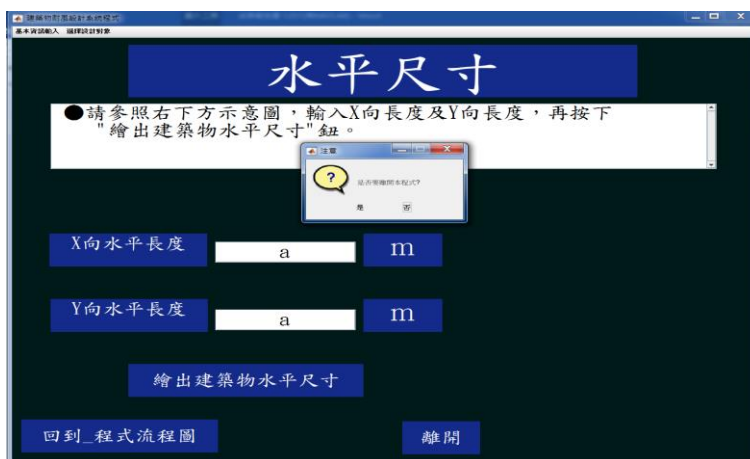 建築物耐風設計系統程式
基本資訊輸入 選擇設計對象
水平尺寸
●請參照右下方示意圖，輸入X向長度及Y向長度，再按下
"繪出建築物水平尺寸"鈕。
注意
是否要離開本程式?
是 否
X向水平長度 a m
Y向水平長度 a m
繪出建築物水平尺寸
回到_程式流程圖 離開